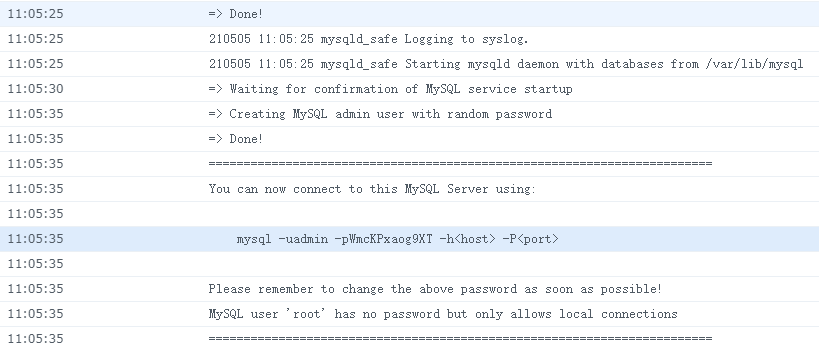 11:05:25 => Done!
11:05:25 210505 11:05:25 mysqld_safe Logging to syslog.
11:05:25 210505 11:05:25 mysqld_safe Starting mysqld daemon with databases from /var/lib/mysql
11:05:30 => Waiting for confirmation of MySQL service startup
11:05:35 => Creating MySQL admin user with random password
11:05:35 => Done!
11:05:35 ========================================================================
11:05:35 You can now connect to this MySQL Server using:
11:05:35
11:05:35 mysql -uadmin -pWmcKPxaog9XT -h<host> -P<port>
11:05:35
11:05:35 Please remember to change the above password as soon as possible!
11:05:35 MySQL user 'root' has no password but only allows local connections
11:05:35 ========================================================================